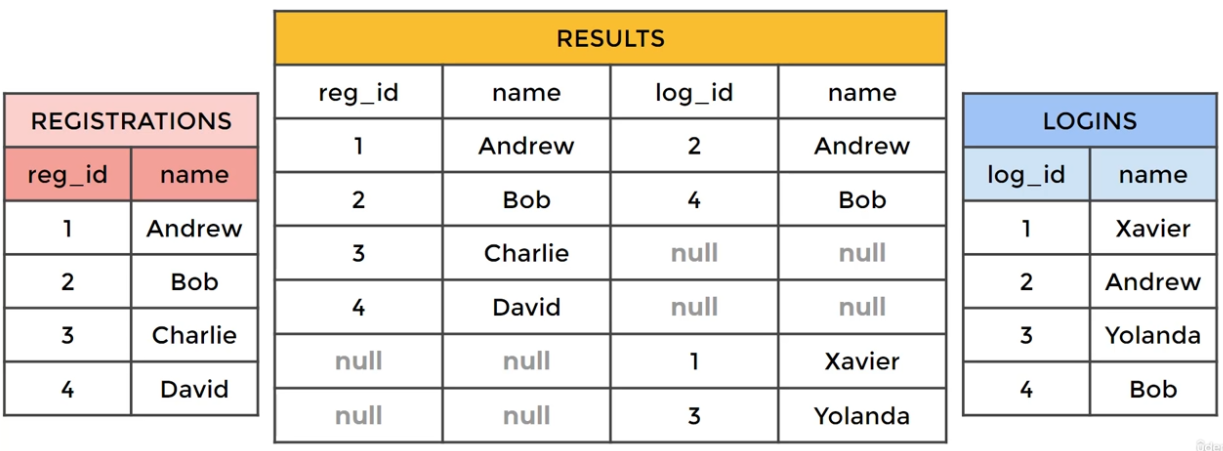 REGISTRATIONS
reg_id name
1 Andrew
2 Bob
3 Charlie
4 David
RESULTS
reg_id name log_id name
1 Andrew 2 Andrew
2 Bob 4 Bob
3 Charlie null null
4 David null null
null null 1 Xavier
null null 3 Yolanda
LOGINS
log_id name
1 Xavier
2 Andrew
3 Yolanda
4 Bob